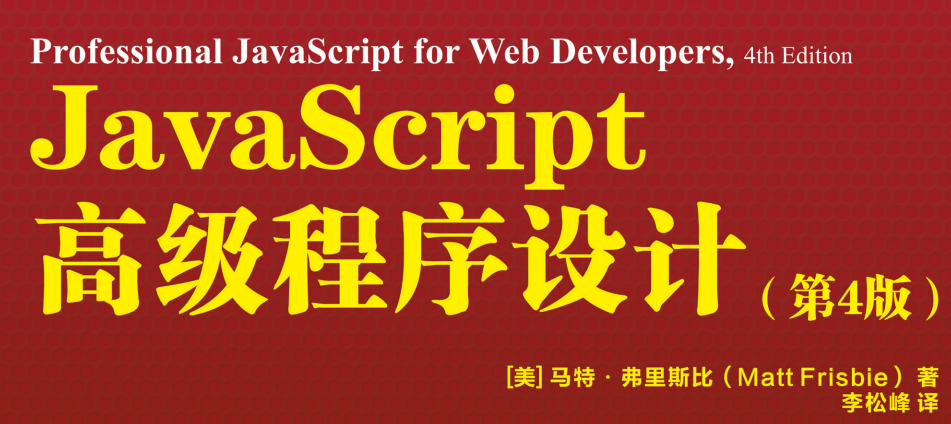 Professional JavaScript for Web Developers, 4th Edition
JavaScript
高级程序设计（第4版）
[美] 马特·弗里斯比（Matt Frisbie）著
李松峰 译